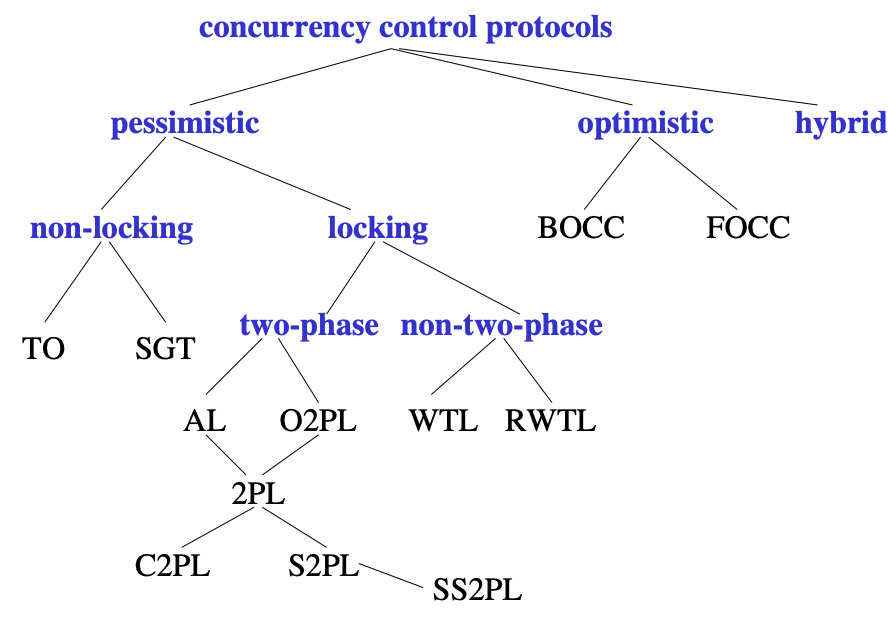 concurrency control protocols
pessimistic
optimistic
hybrid
non-locking
locking
BOCC
FOCC
two-phase
non-two-phase
TO
SGT
AL
O2PL
WTL
RWTL
2PL
C2PL
S2PL
SS2PL